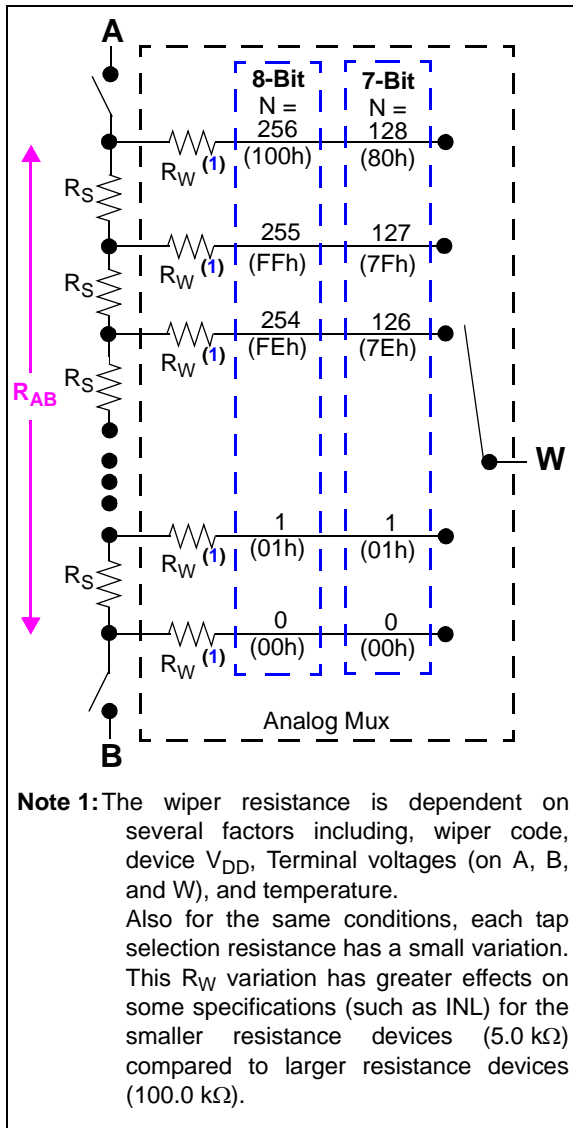 A
8-Bit
N =
7-Bit
N =
256
(100h)
128
(80h)
RW (1)
RS
255
(FFh)
127
(7Fh)
RW (1)
RS
254
(FEh)
126
(7Eh)
RW (1)
RS
RAB
W
1
(01h)
1
(01h)
RW (1)
RS
0
(00h)
0
(00h)
RW (1)
Analog Mux
B
Note 1: The wiper resistance is dependent on
several factors including, wiper code,
device VDD, Terminal voltages (on A, B,
and W), and temperature.
Also for the same conditions, each tap
selection resistance has a small variation.
This RW variation has greater effects on
some specifications (such as INL) for the
smaller resistance devices (5.0 kΩ)
compared to larger resistance devices
(100.0 kΩ).